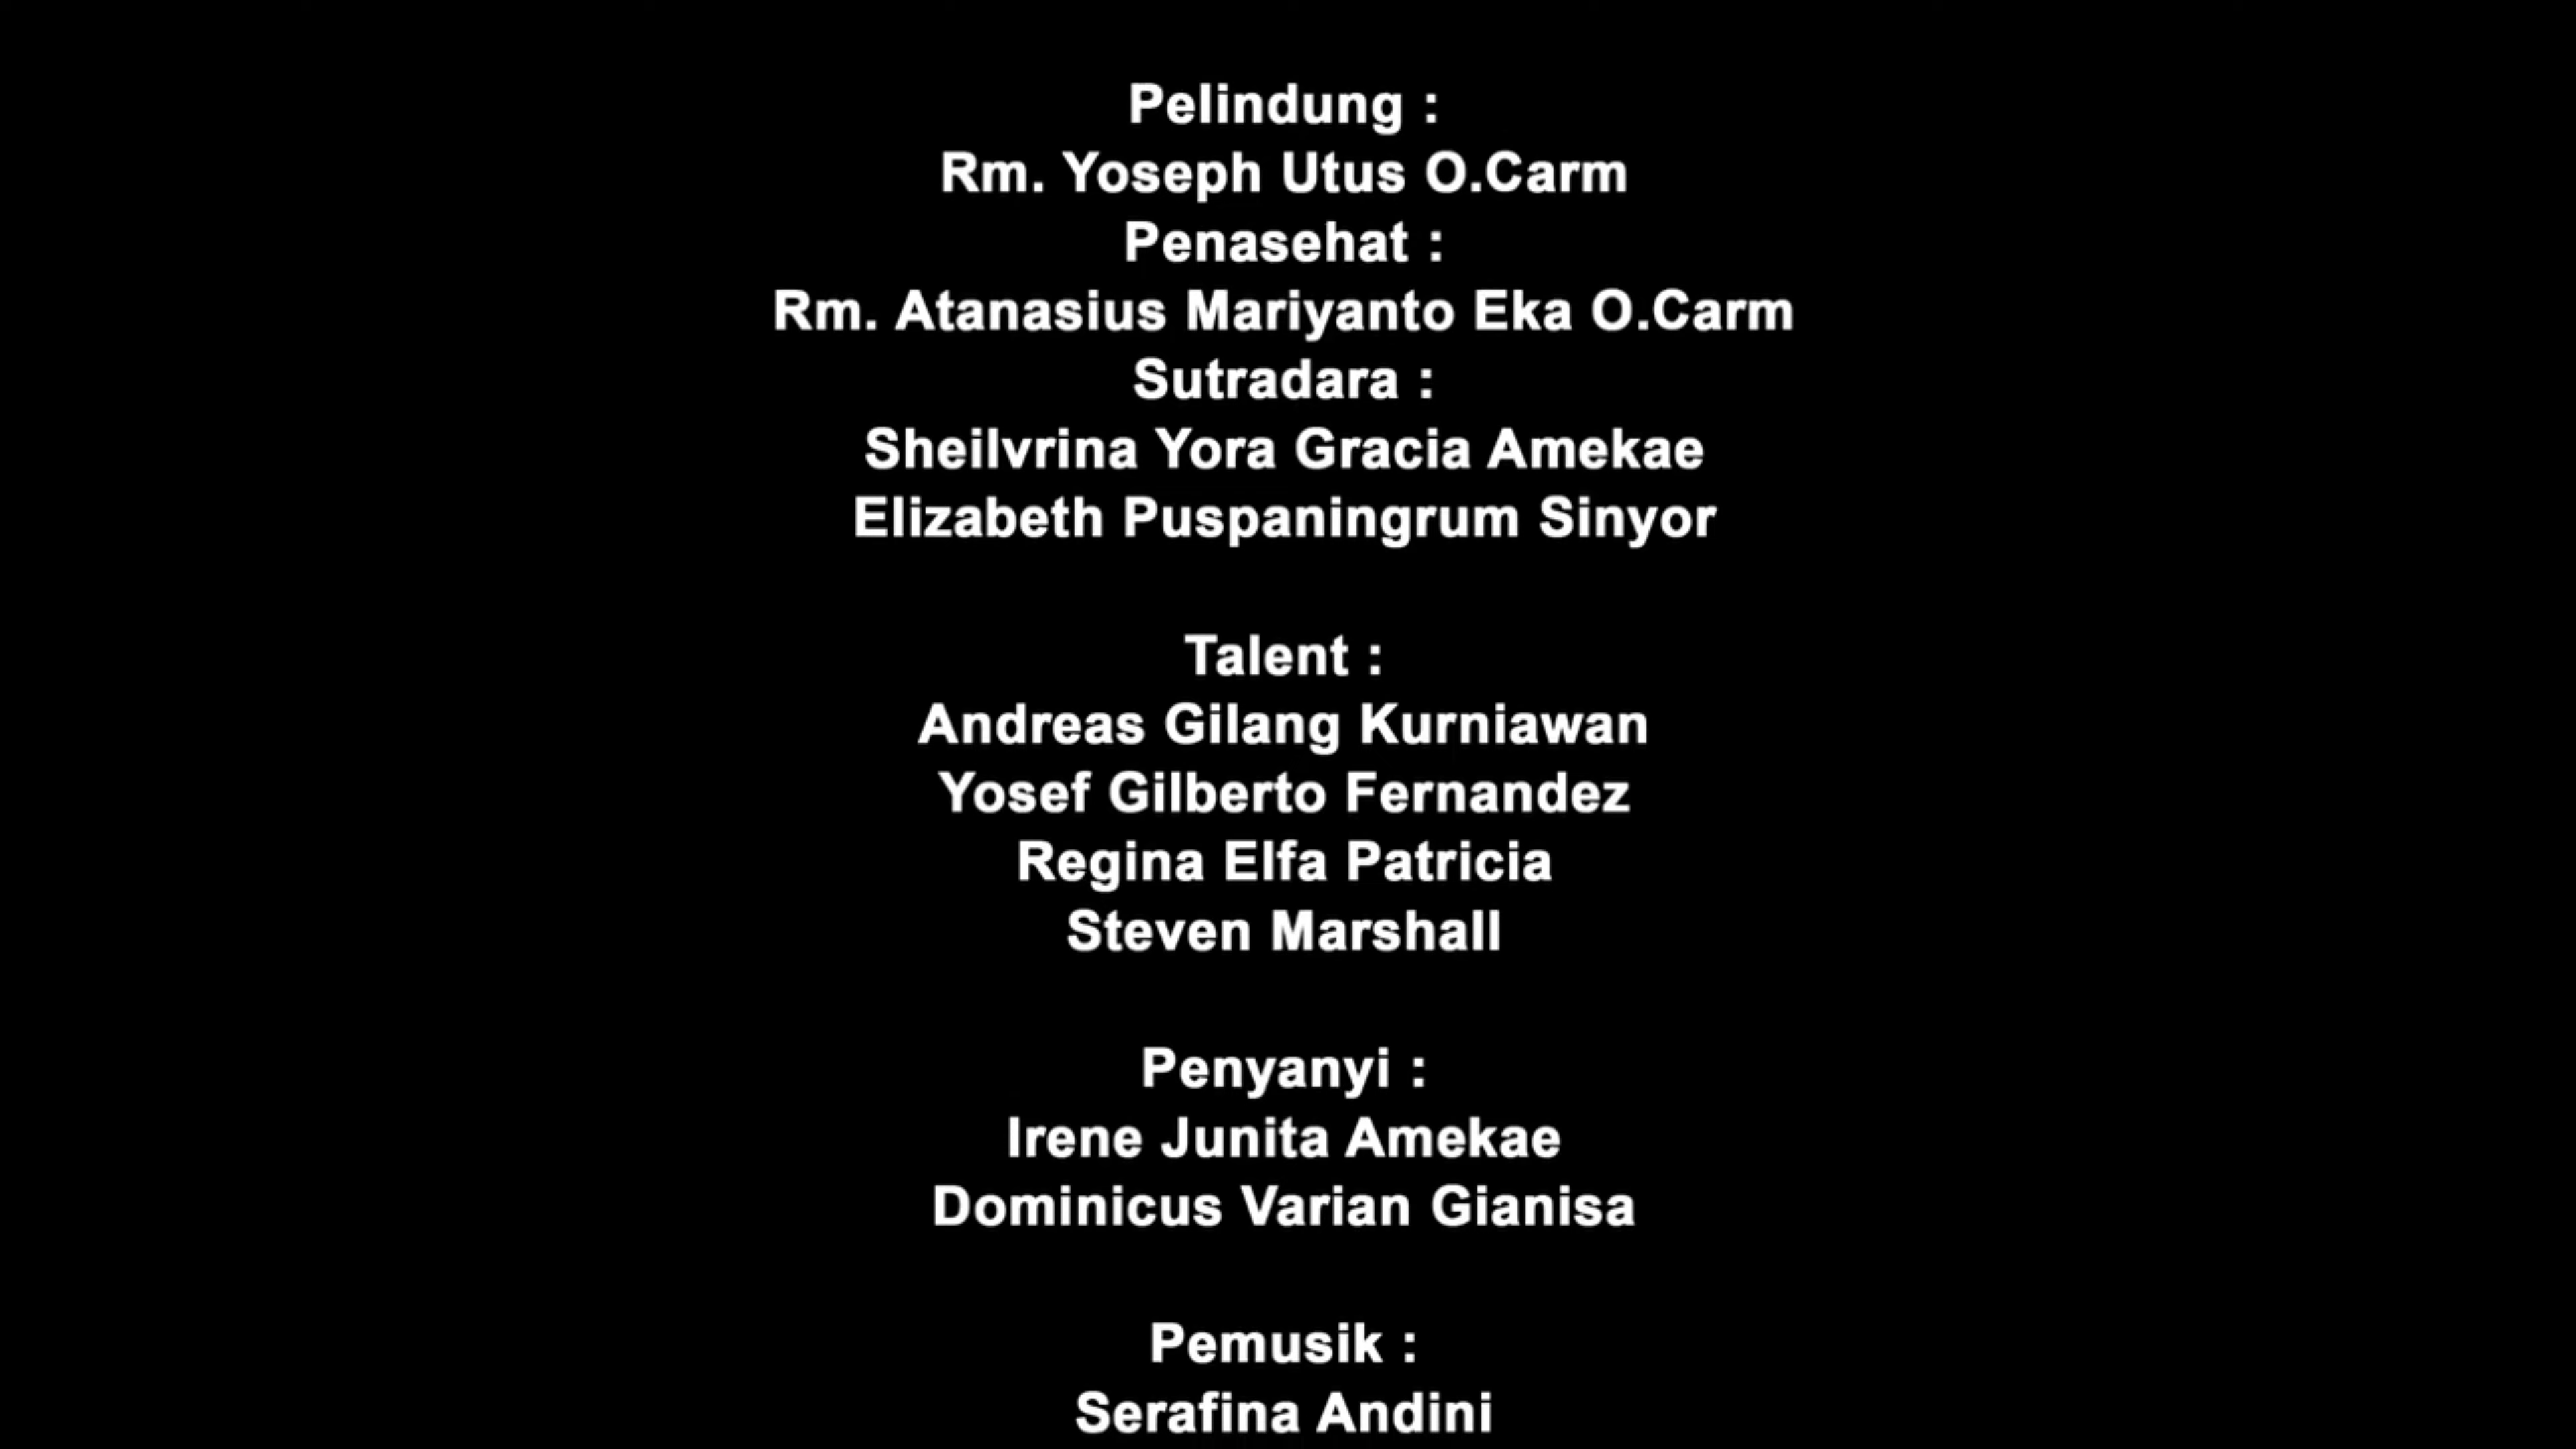 Pelindung :
Rm. Yoseph Utus O.Carm
Penasehat :
Rm. Atanasius Mariyanto Eka O.Carm
Sutradara :
Sheilvrina Yora Gracia Amekae
Elizabeth Puspaningrum Sinyor
Talent :
Andreas Gilang Kurniawan
Yosef Gilberto Fernandez
Regina Elfa Patricia
Steven Marshall
Penyanyi :
Irene Junita Amekae
Dominicus Varian Gianisa
Pemusik :
Serafina Andini